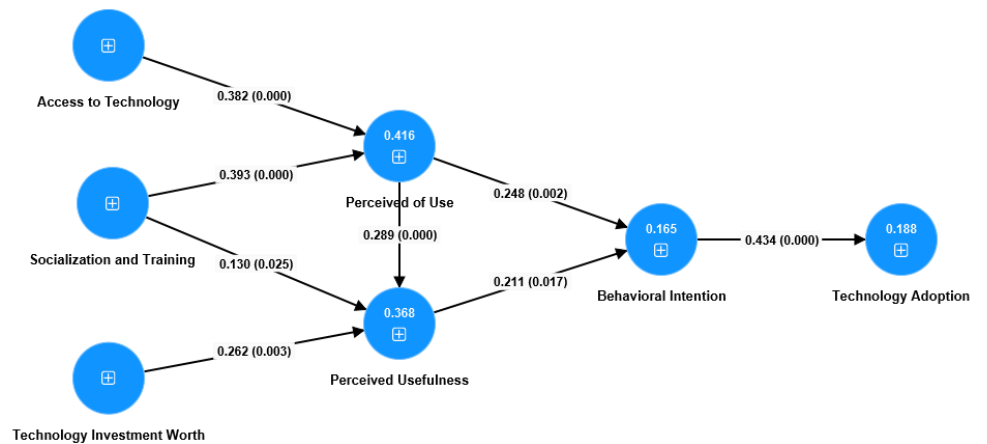 Access to Technology
0.382 (0.000)
0.416
0.393 (0.000)
Perceived of Use
0.248 (0.002)
Socialization and Training
0.289 (0.000)
0.130 (0.025)
0.165
0.434 (0.000)
0.188
0.211 (0.017)
Behavioral Intention
Technology Adoption
0.368
0.262 (0.003)
Perceived Usefulness
Technology Investment Worth